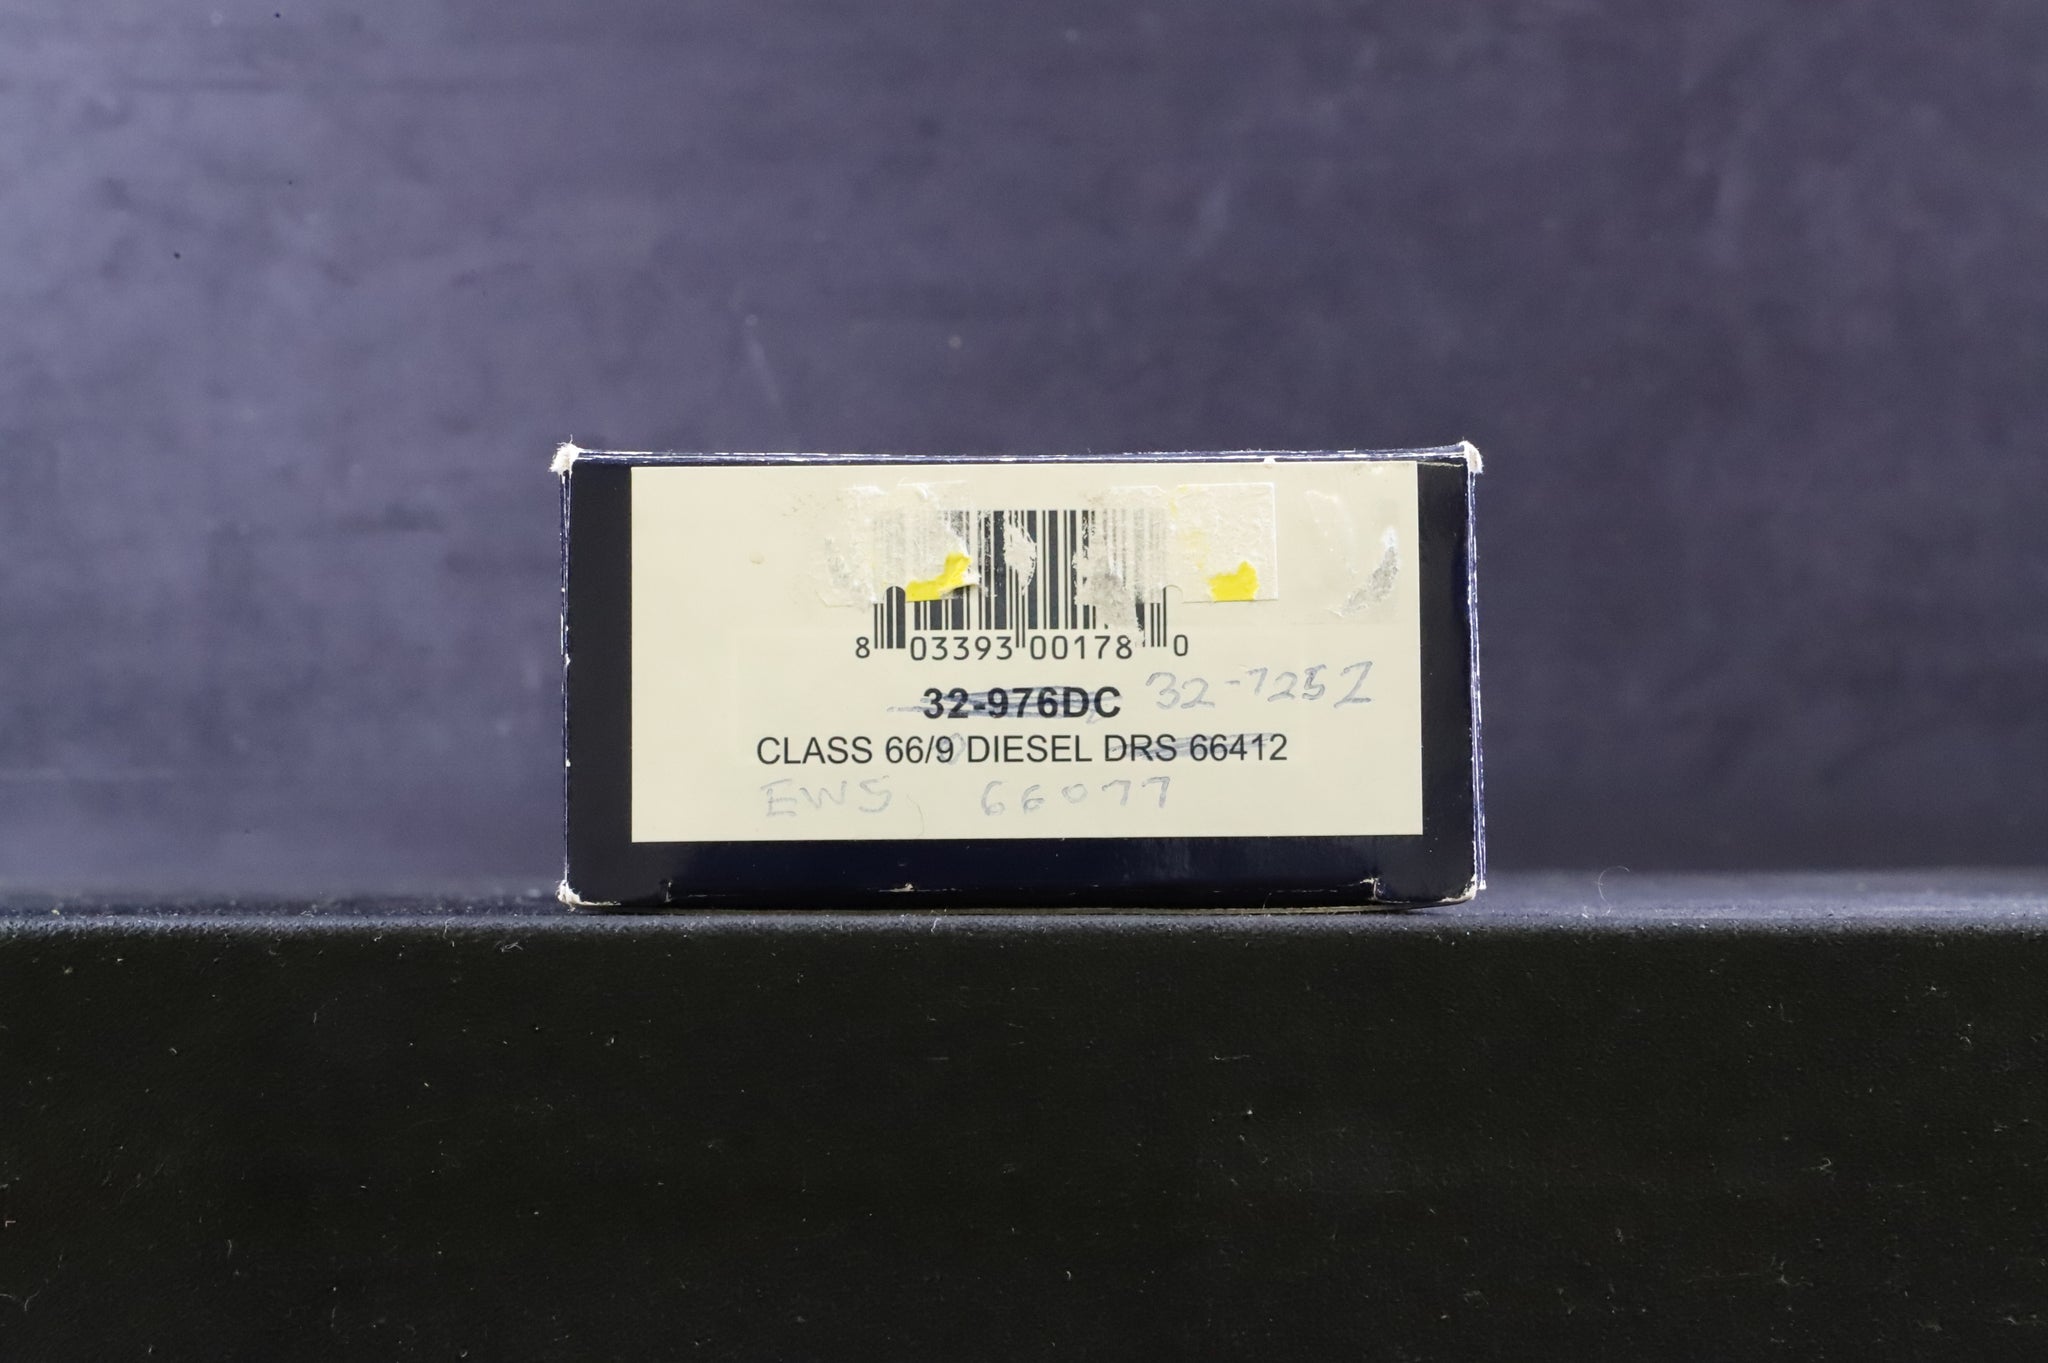 8 03393 00178 0
32-976DC 32-725Z
CLASS 66/9 DIESEL DRS 66412
EWS 66077